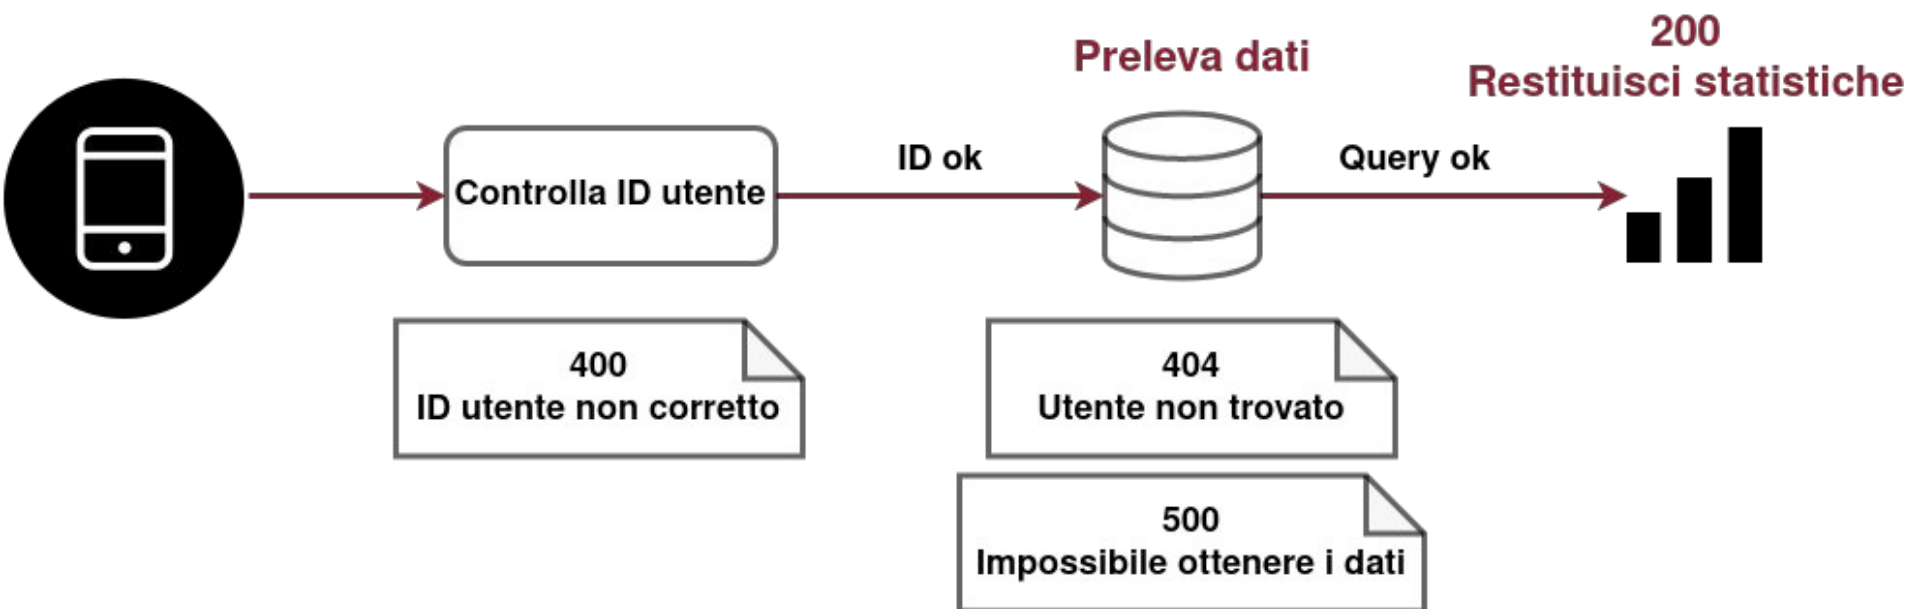 200
Preleva dati
Restituisci statistiche
ID ok
Query ok
Controlla ID utente
400
ID utente non corretto
404
Utente non trovato
500
Impossibile ottenere i dati